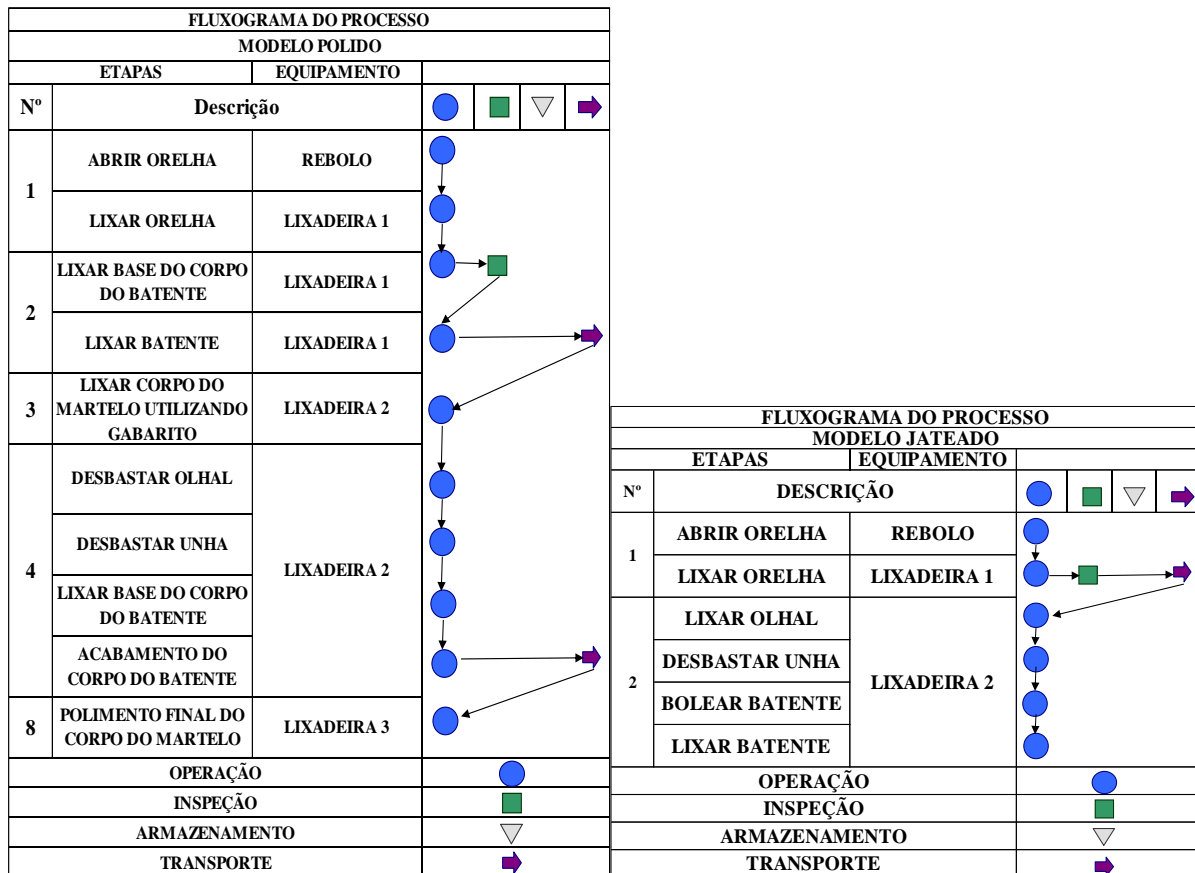 FLUXOGRAMA DO PROCESSO
MODELO POLIDO
ETAPAS EQUIPAMENTO
Nº Descrição
1
ABRIR ORELHA REBOLO
LIXAR ORELHA LIXADEIRA 1
2
LIXAR BASE DO CORPO
DO BATENTE
LIXADEIRA 1
LIXAR BATENTE LIXADEIRA 1
3
LIXAR CORPO DO
MARTELO UTILIZANDO
GABARITO
LIXADEIRA 2
4
DESBASTAR OLHAL
DESBASTAR UNHA
LIXADEIRA 2
LIXAR BASE DO CORPO
DO BATENTE
ACABAMENTO DO
CORPO DO BATENTE
8
POLIMENTO FINAL DO
CORPO DO MARTELO
LIXADEIRA 3
OPERAÇÃO
INSPEÇÃO
ARMAZENAMENTO
TRANSPORTE
FLUXOGRAMA DO PROCESSO
MODELO JATEADO
ETAPAS EQUIPAMENTO
Nº DESCRIÇÃO
1
ABRIR ORELHA REBOLO
LIXAR ORELHA LIXADEIRA 1
2
LIXAR OLHAL
DESBASTAR UNHA
LIXADEIRA 2
BOLEAR BATENTE
LIXAR BATENTE
OPERAÇÃO
INSPEÇÃO
ARMAZENAMENTO
TRANSPORTE